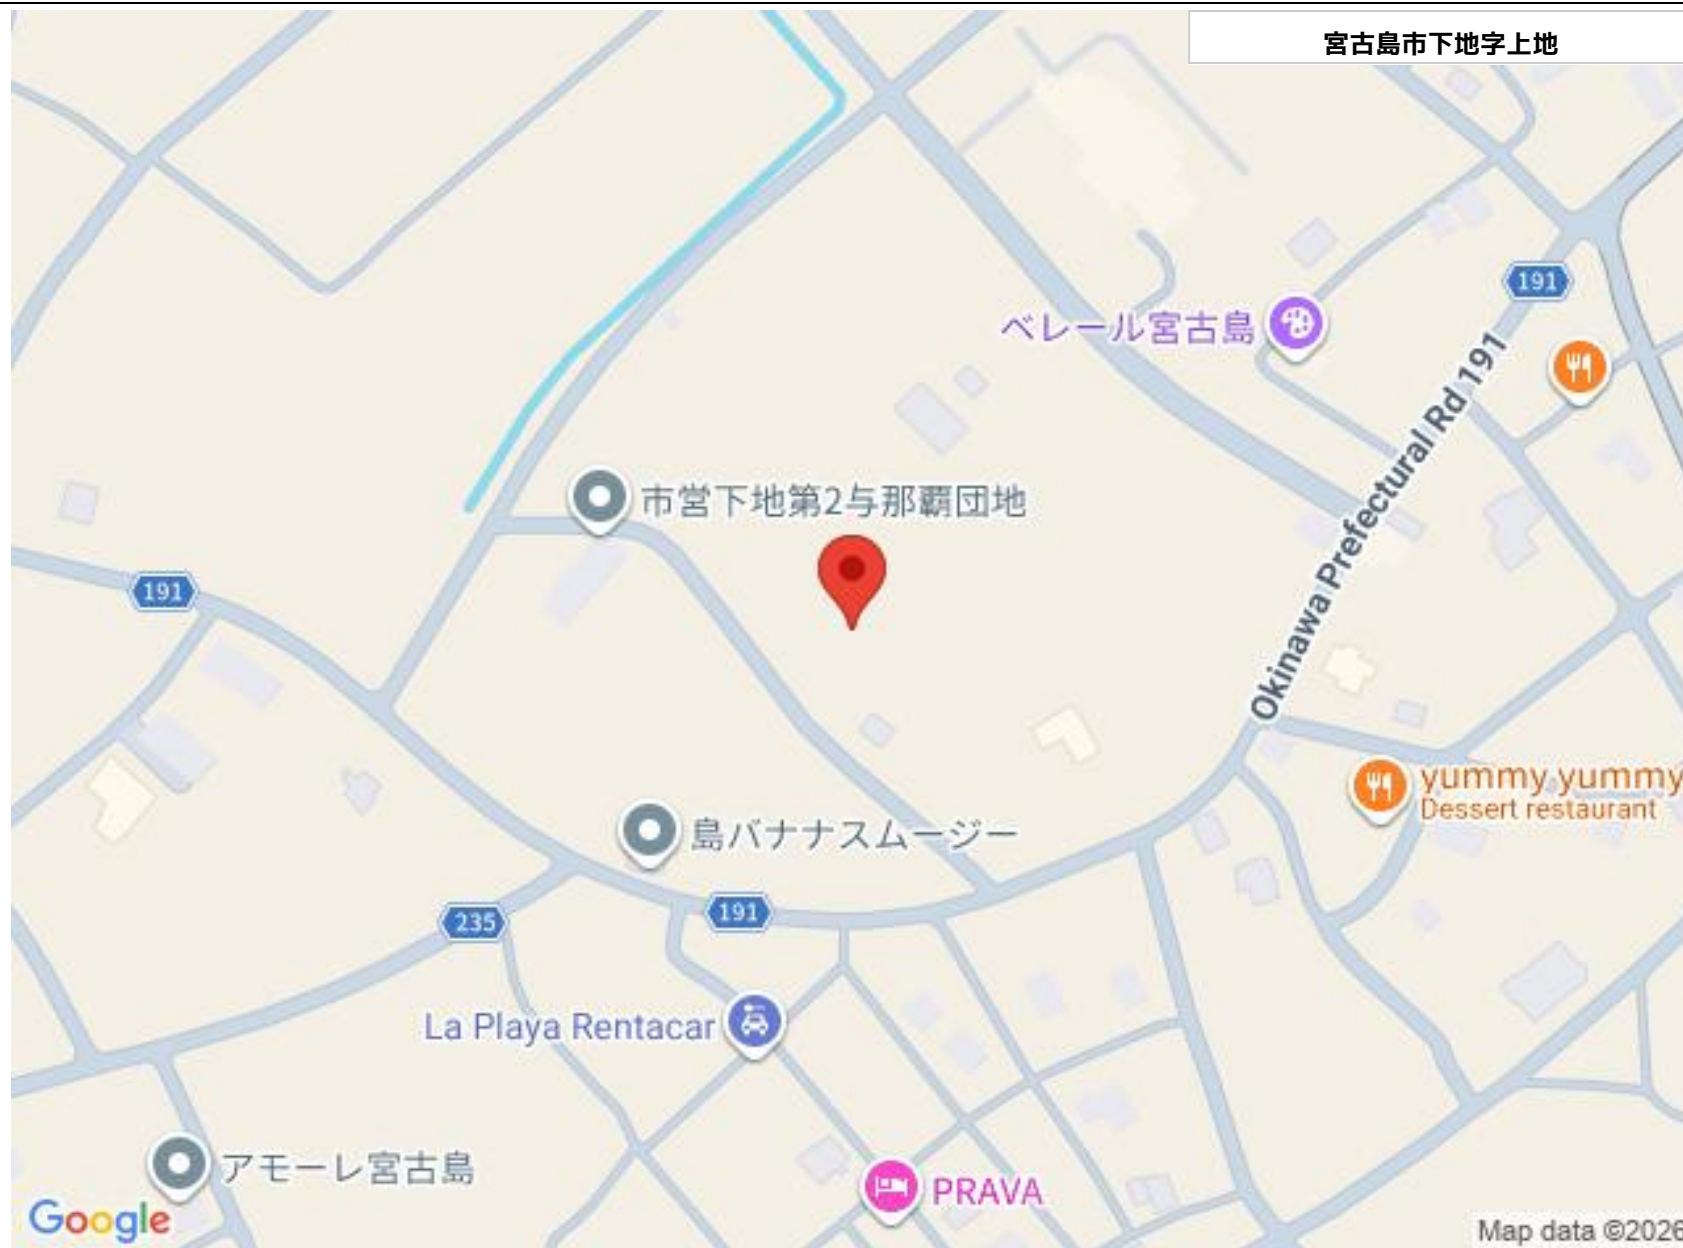 宮古島市下地字上地
191
ベレール宮古島
Okinawa Prefectural Rd 191
市営下地第2与那覇団地
191
yummy yummy
Dessert restaurant
島バナナスムージー
191
235
La Playa Rentacar
アモーレ宮古島
PRAVA
Google
Map data ©2026